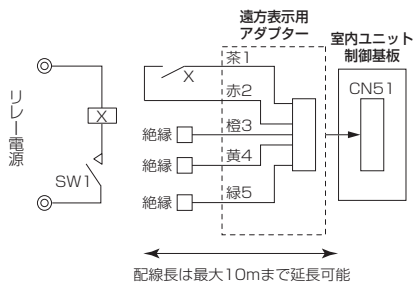 遠方表示用
アダプター
室内ユニット
制御基板
CN51
茶1
X
赤2
橙3
絶縁
黄4
絶縁
緑5
絶縁
リレー電源
X
SW1
配線長は最大10mまで延長可能